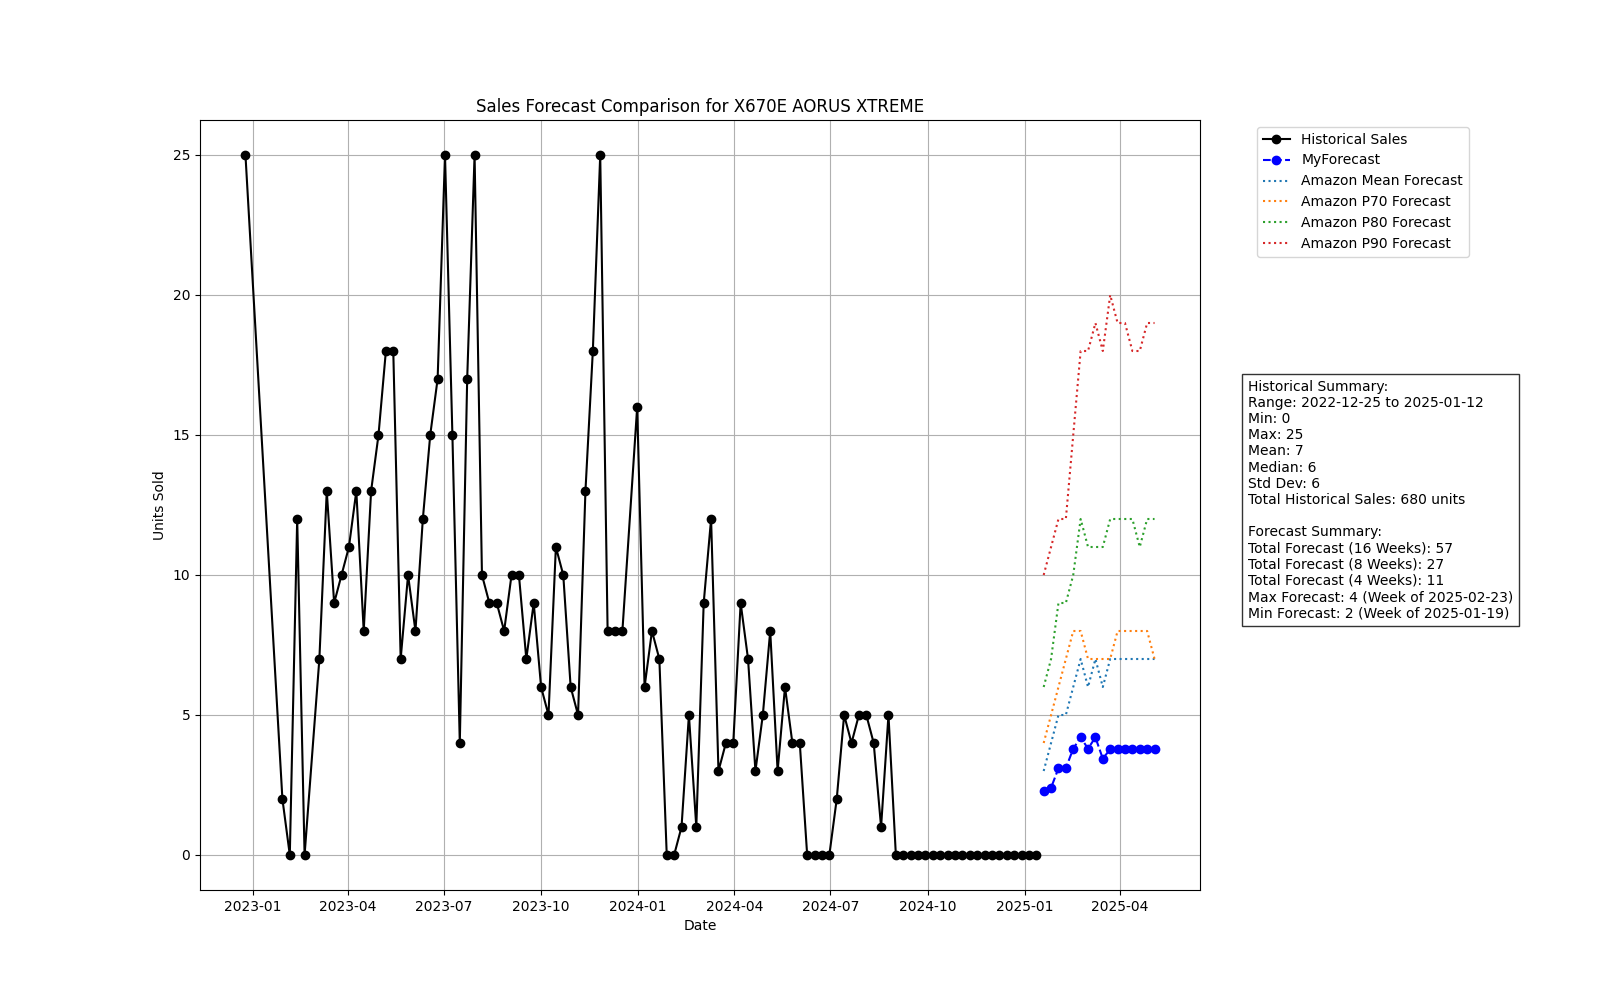 Sales Forecast Comparison for X670E AORUS XTREME
Units Sold
25
20
15
10
5
0
2023-01
2023-04
2023-07
2023-10
2024-01
2024-04
2024-07
2024-10
2025-01
2025-04
Date
Historical Sales
MyForecast
Amazon Mean Forecast
Amazon P70 Forecast
Amazon P80 Forecast
Amazon P90 Forecast
Historical Summary:
Range: 2022-12-25 to 2025-01-12
Min: 0
Max: 25
Mean: 7
Median: 6
Std Dev: 6
Total Historical Sales: 680 units
Forecast Summary:
Total Forecast (16 Weeks): 57
Total Forecast (8 Weeks): 27
Total Forecast (4 Weeks): 11
Max Forecast: 4 (Week of 2025-02-23)
Min Forecast: 2 (Week of 2025-01-19)